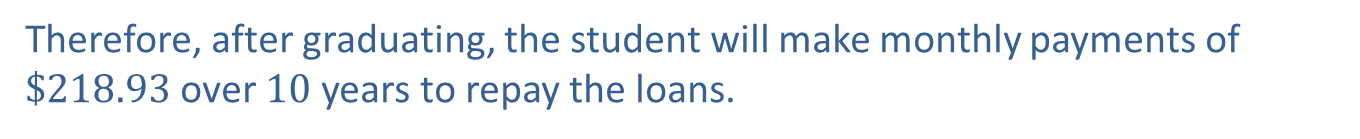 Therefore, after graduating, the student will make monthly payments of
$218.93 over 10 years to repay the loans.